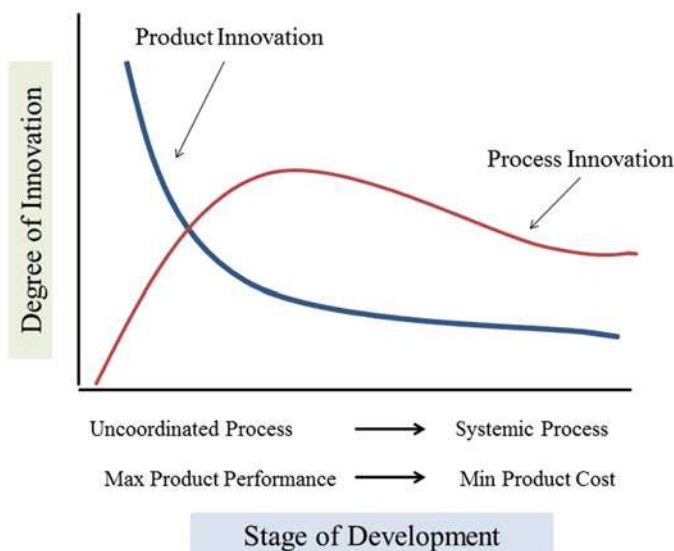 Product Innovation
Process Innovation
Degree of Innovation
Uncoordinated Process
Systemic Process
Max Product Performance
Min Product Cost
Stage of Development